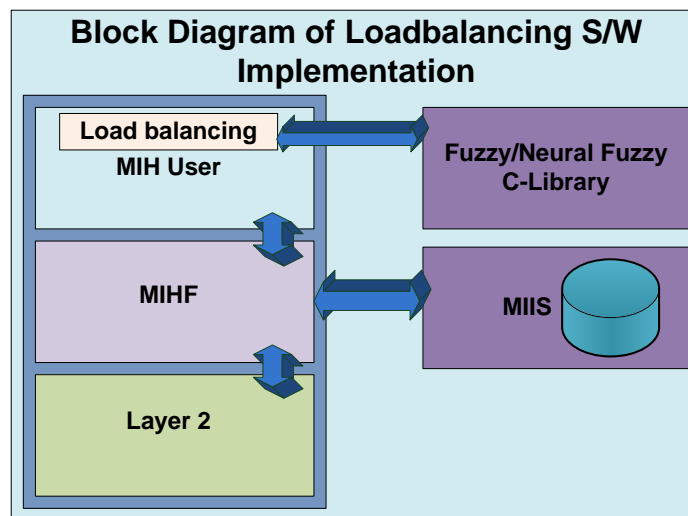 Block Diagram of Loadbalancing S/W
Implementation
Load balancing
MIH User
Fuzzy/Neural Fuzzy
C-Library
MIHF
MIIS
Layer 2